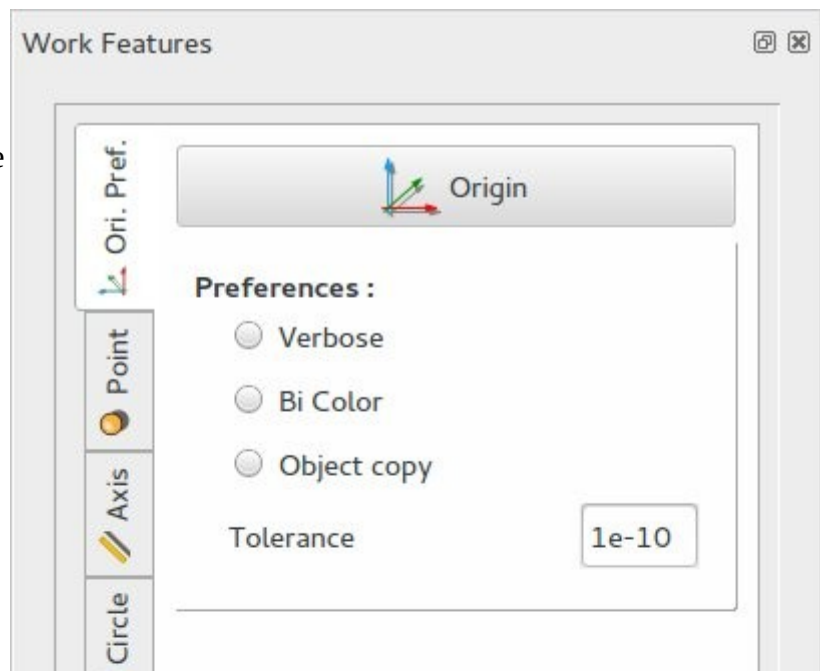 Work Features
e
Ori. Pref.
Origin
Preferences :
Verbose
Point
Bi Color
Object copy
Axis
Tolerance
1e-10
Circle